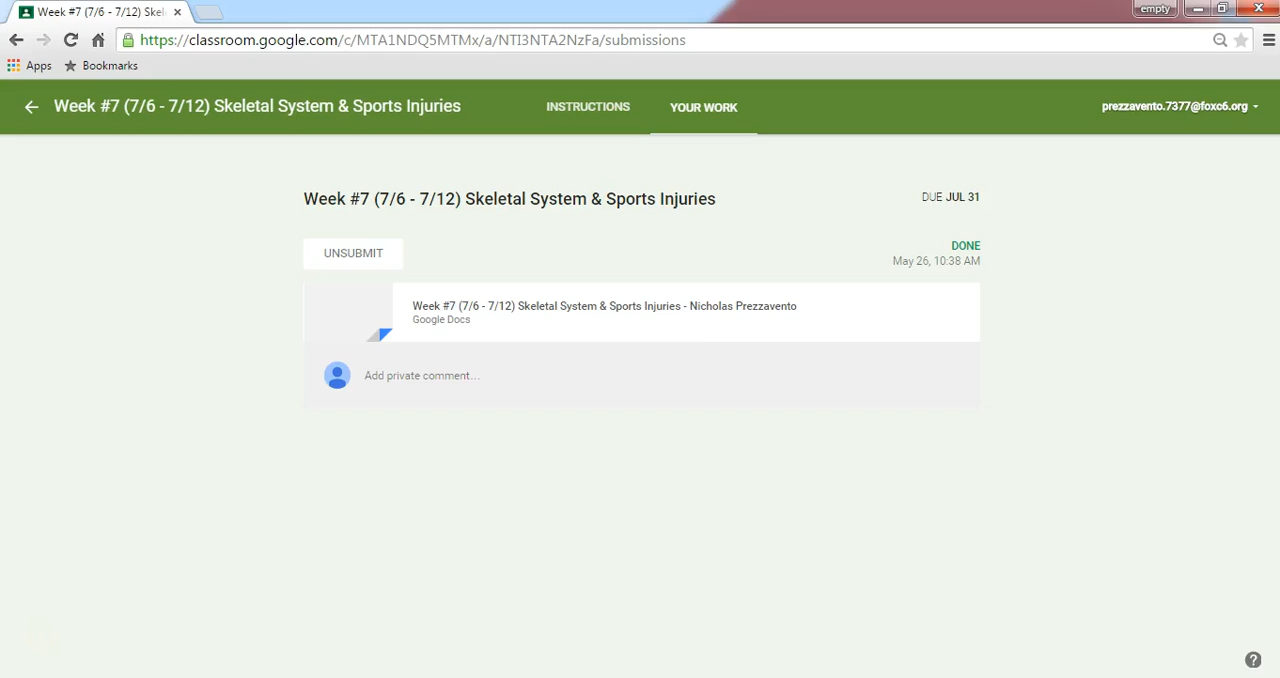 Week #7 (7/6 - 7/12) Skel
empty
https://classroom.google.com/c/MTA1NDQ5MTMx/a/NTI3NTA2NzFa/submissions
Apps Bookmarks
Week #7 (7/6 - 7/12) Skeletal System & Sports Injuries INSTRUCTIONS YOUR WORK prezzavento.7377@foxc6.org
Week #7 (7/6 - 7/12) Skeletal System & Sports Injuries DUE JUL 31
UNSUBMIT DONE
May 26, 10:38 AM
Week #7 (7/6 - 7/12) Skeletal System & Sports Injuries - Nicholas Prezzavento
Google Docs
Add private comment...
?